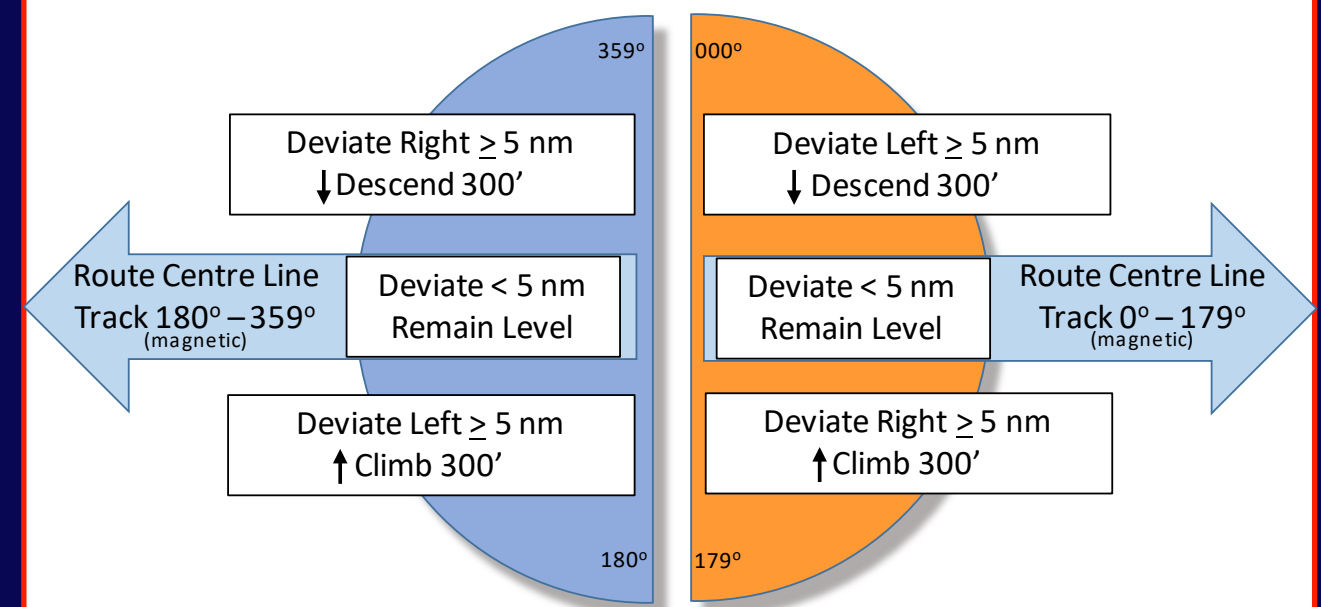 359°
000°
Deviate Right ≥ 5 nm
↓ Descend 300’
Deviate Left ≥ 5 nm
↓ Descend 300’
Route Centre Line
Track 180° – 359°
(magnetic)
Deviate < 5 nm
Remain Level
Deviate < 5 nm
Remain Level
Route Centre Line
Track 0° – 179°
(magnetic)
Deviate Left ≥ 5 nm
↑ Climb 300’
Deviate Right ≥ 5 nm
↑ Climb 300’
180°
179°